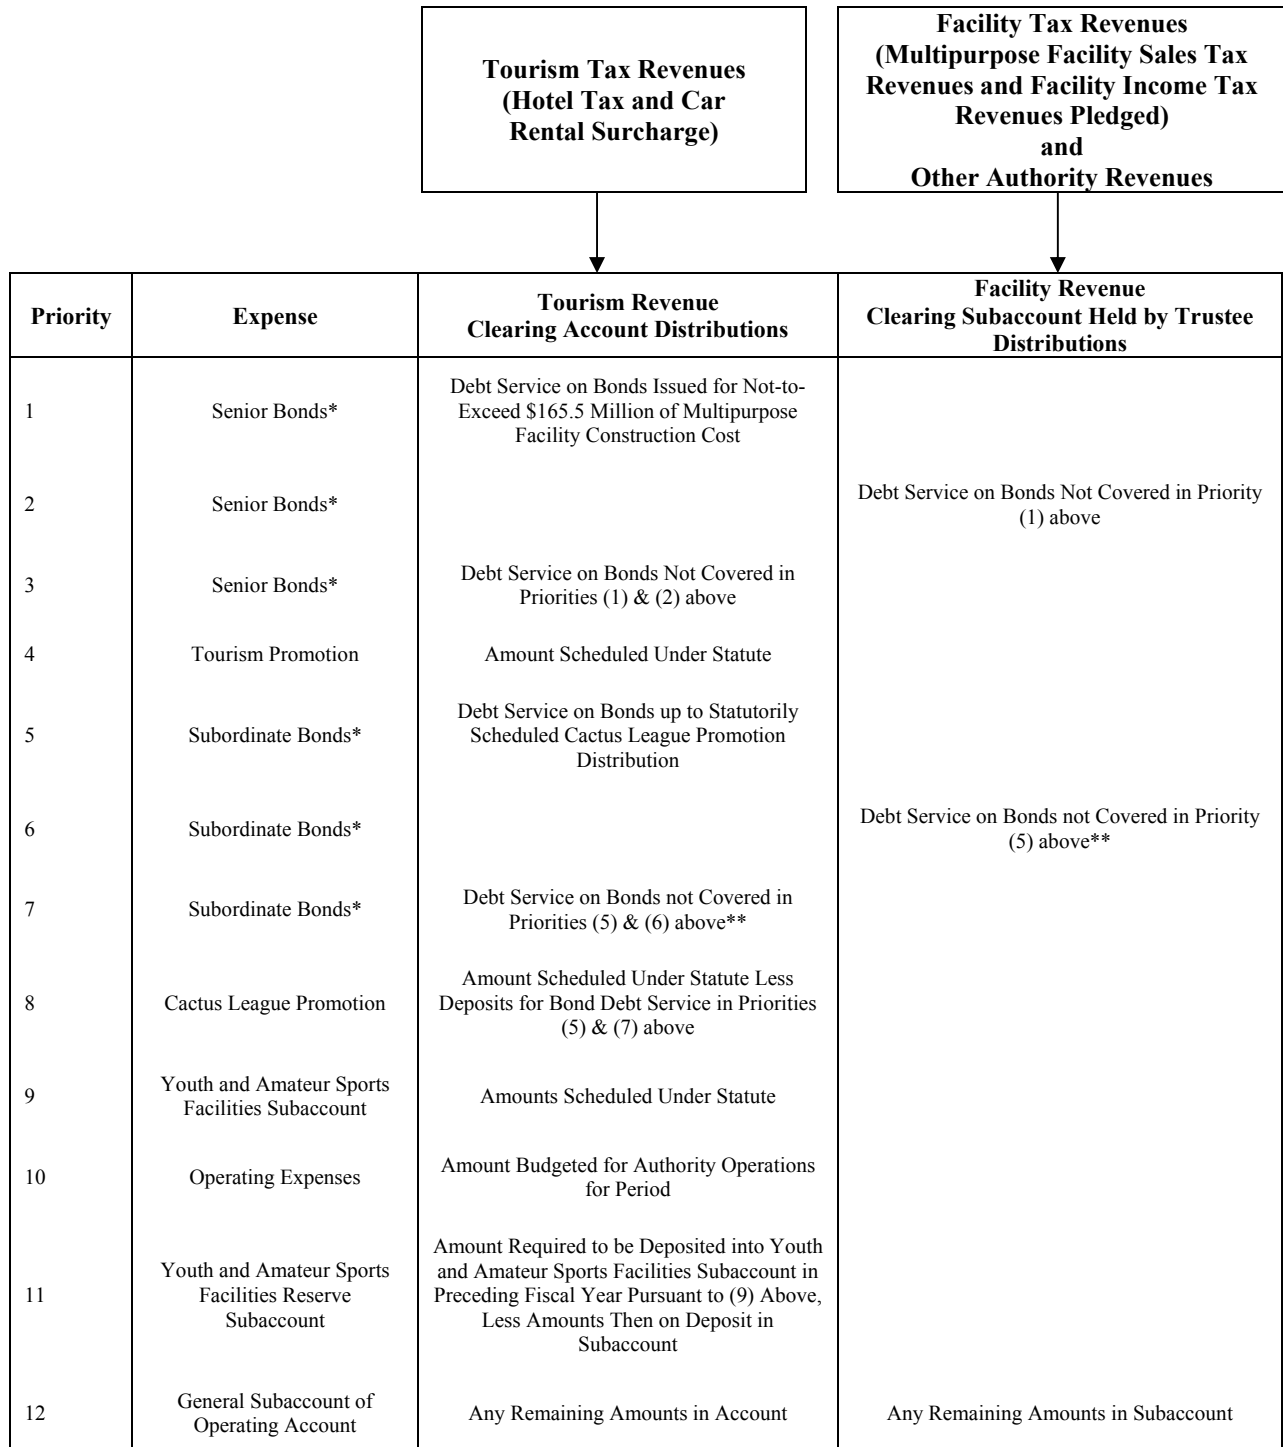 Tourism Tax Revenues
(Hotel Tax and Car
Rental Surcharge)
Facility Tax Revenues
(Multipurpose Facility Sales Tax
Revenues and Facility Income Tax
Revenues Pledged)
and
Other Authority Revenues
Priority
Expense
Tourism Revenue
Clearing Account Distributions
Facility Revenue
Clearing Subaccount Held by Trustee
Distributions
1
Senior Bonds*
Debt Service on Bonds Issued for Not-to-
Exceed $165.5 Million of Multipurpose
Facility Construction Cost
2
Senior Bonds*
Debt Service on Bonds Not Covered in Priority
(1) above
3
Senior Bonds*
Debt Service on Bonds Not Covered in
Priorities (1) & (2) above
4
Tourism Promotion
Amount Scheduled Under Statute
5
Subordinate Bonds*
Debt Service on Bonds up to Statutorily
Scheduled Cactus League Promotion
Distribution
6
Subordinate Bonds*
Debt Service on Bonds not Covered in Priority
(5) above**
7
Subordinate Bonds*
Debt Service on Bonds not Covered in
Priorities (5) & (6) above**
8
Cactus League Promotion
Amount Scheduled Under Statute Less
Deposits for Bond Debt Service in Priorities
(5) & (7) above
9
Youth and Amateur Sports
Facilities Subaccount
Amounts Scheduled Under Statute
10
Operating Expenses
Amount Budgeted for Authority Operations
for Period
11
Youth and Amateur Sports
Facilities Reserve
Subaccount
Amount Required to be Deposited into Youth
and Amateur Sports Facilities Subaccount in
Preceding Fiscal Year Pursuant to (9) Above,
Less Amounts Then on Deposit in
Subaccount
12
General Subaccount of
Operating Account
Any Remaining Amounts in Account
Any Remaining Amounts in Subaccount